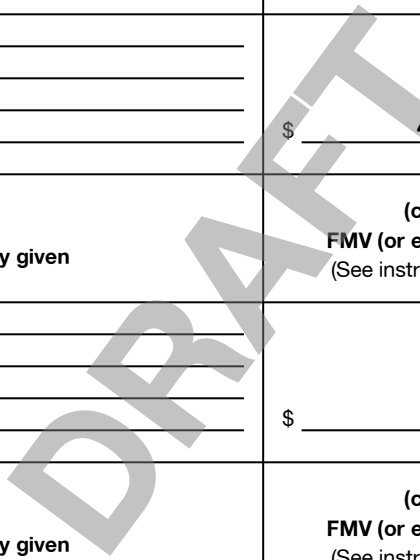 $
(c
FMV (or e
(See instr
y given
$
(c
FMV (or e
(See instr
y given
DRAFT